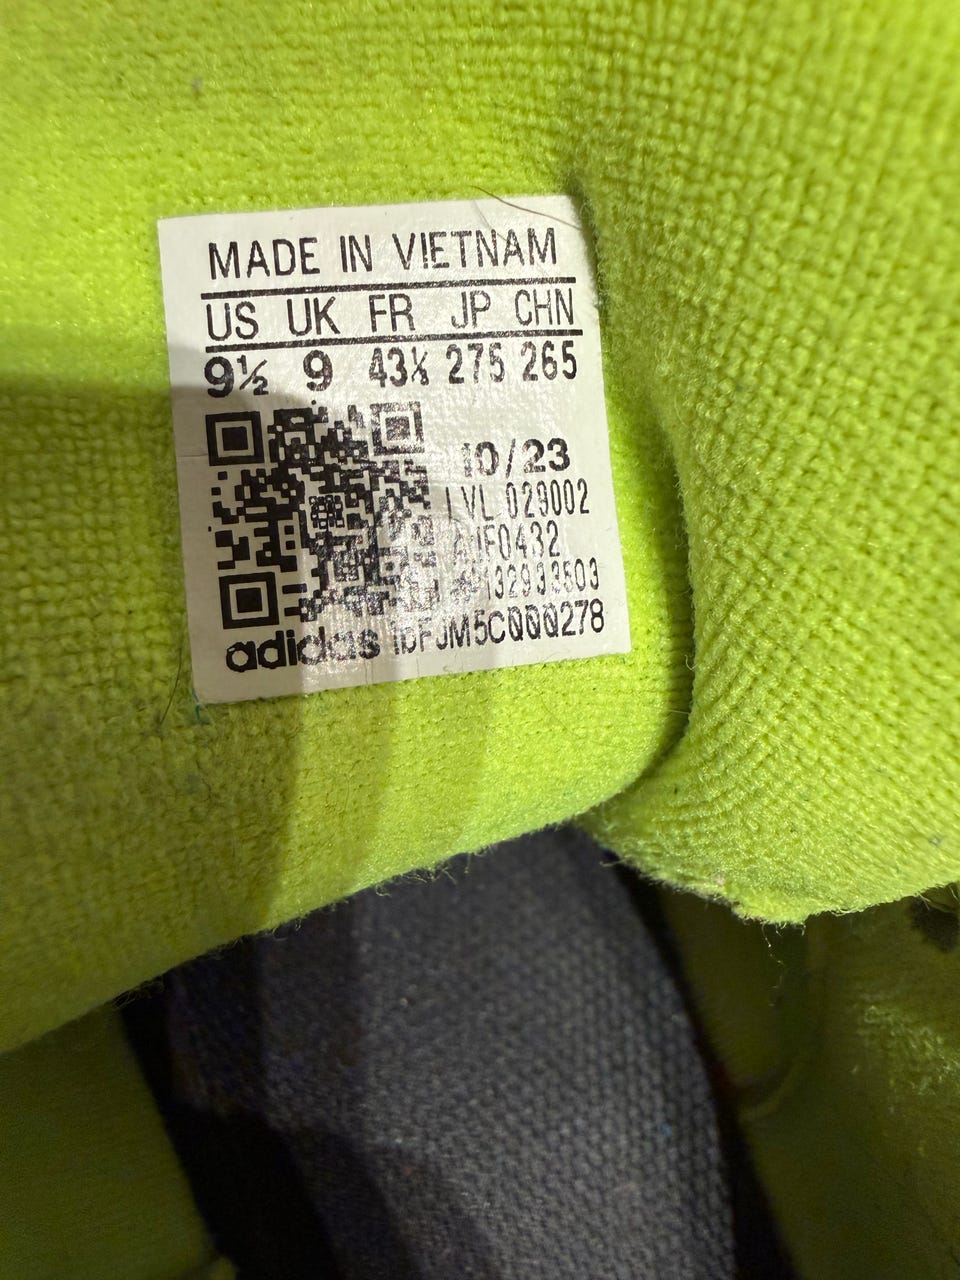 MADE IN VIETNAM
US UK FR JP CHN
9½ 9 43⅓ 275 265
10/23
LVL 029002
IF0432
adidas